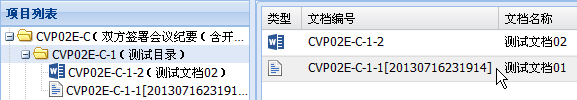 项目列表
CVP02E-C（双方签署会议纪要（含开...
CVP02E-C-1（测试目录）
CVP02E-C-1-2（测试文档02）
CVP02E-C-1-1[2013071623191...
类型 文档编号 文档名称
CVP02E-C-1-2 测试文档02
CVP02E-C-1-1[20130716231914] 测试文档01